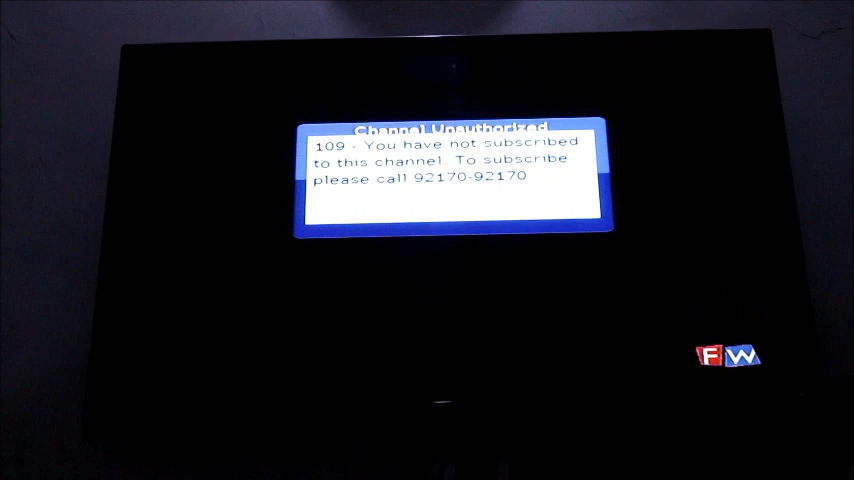 Channel Unauthorized
109 - You have not subscribed
to this channel. To subscribe
please call 92170-92170
FW